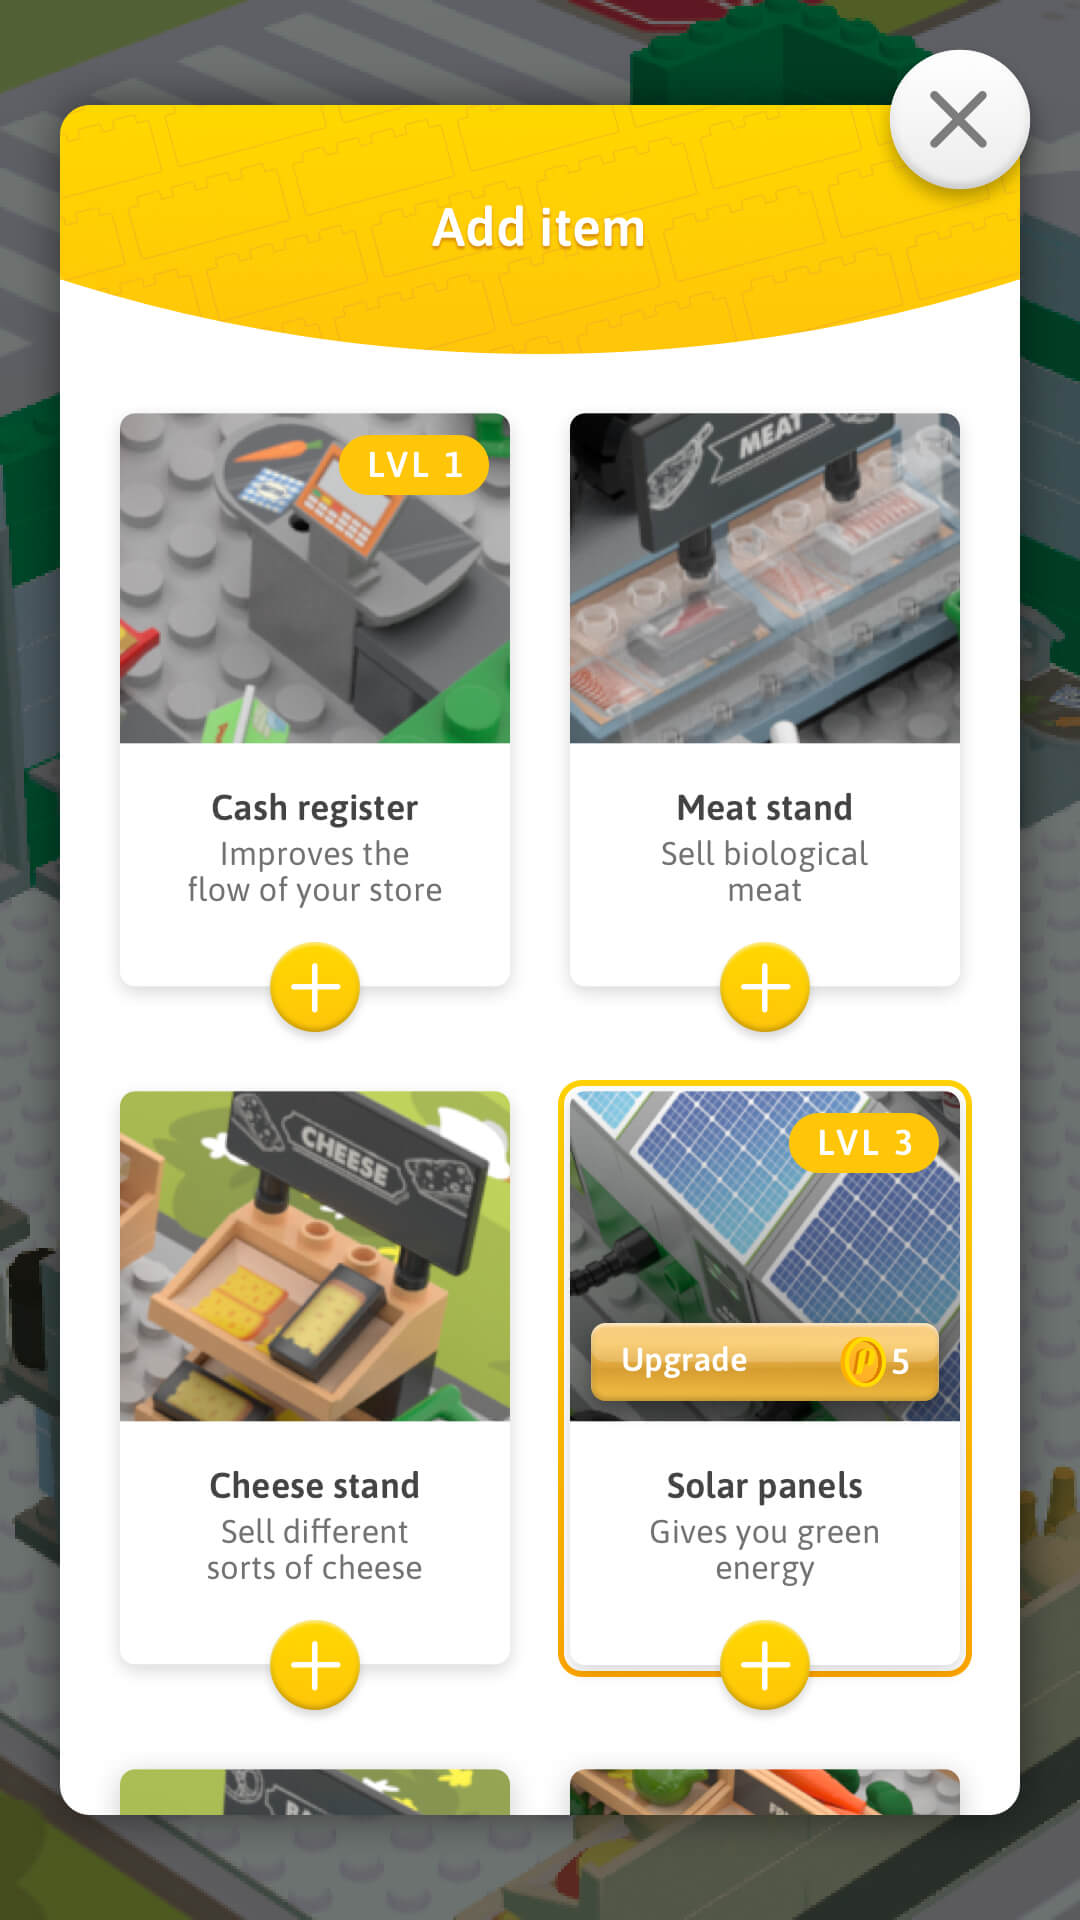 Add item
LVL 1
MEAT
Cash register
Improves the
flow of your store
Meat stand
Sell biological
meat
CHEESE
LVL 3
Upgrade
5
Cheese stand
Sell different
sorts of cheese
Solar panels
Gives you green
energy